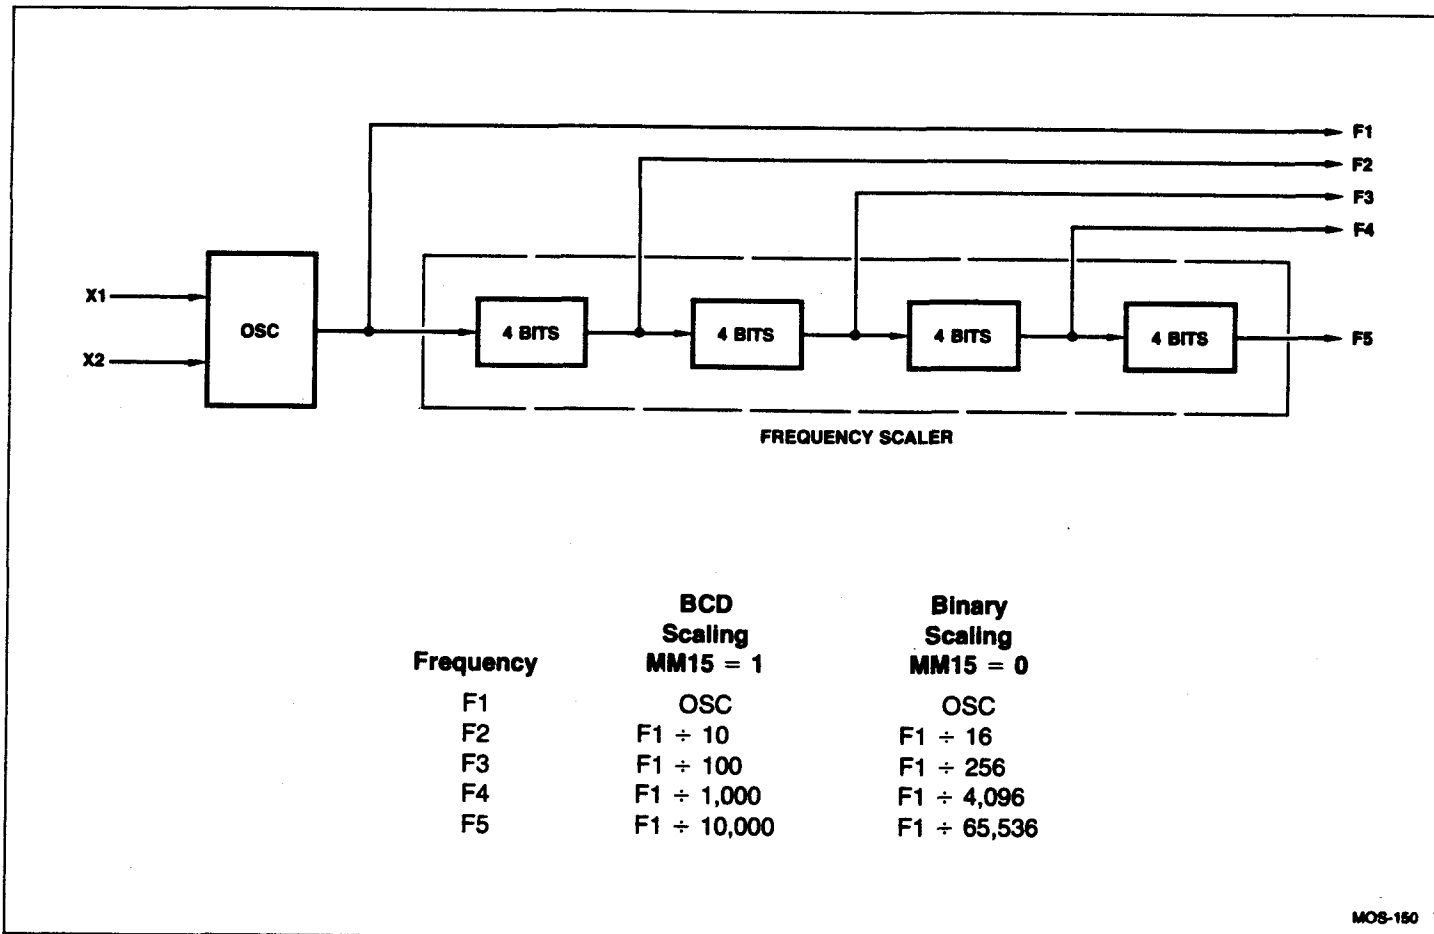 F1
F2
F3
F4
X1
X2
OSC
4 BITS
4 BITS
4 BITS
4 BITS
F5
FREQUENCY SCALER
Frequency
BCD
Scaling
MM15 = 1
Binary
Scaling
MM15 = 0
F1 OSC OSC
F2 F1 ÷ 10 F1 ÷ 16
F3 F1 ÷ 100 F1 ÷ 256
F4 F1 ÷ 1,000 F1 ÷ 4,096
F5 F1 ÷ 10,000 F1 ÷ 65,536
MOS-150